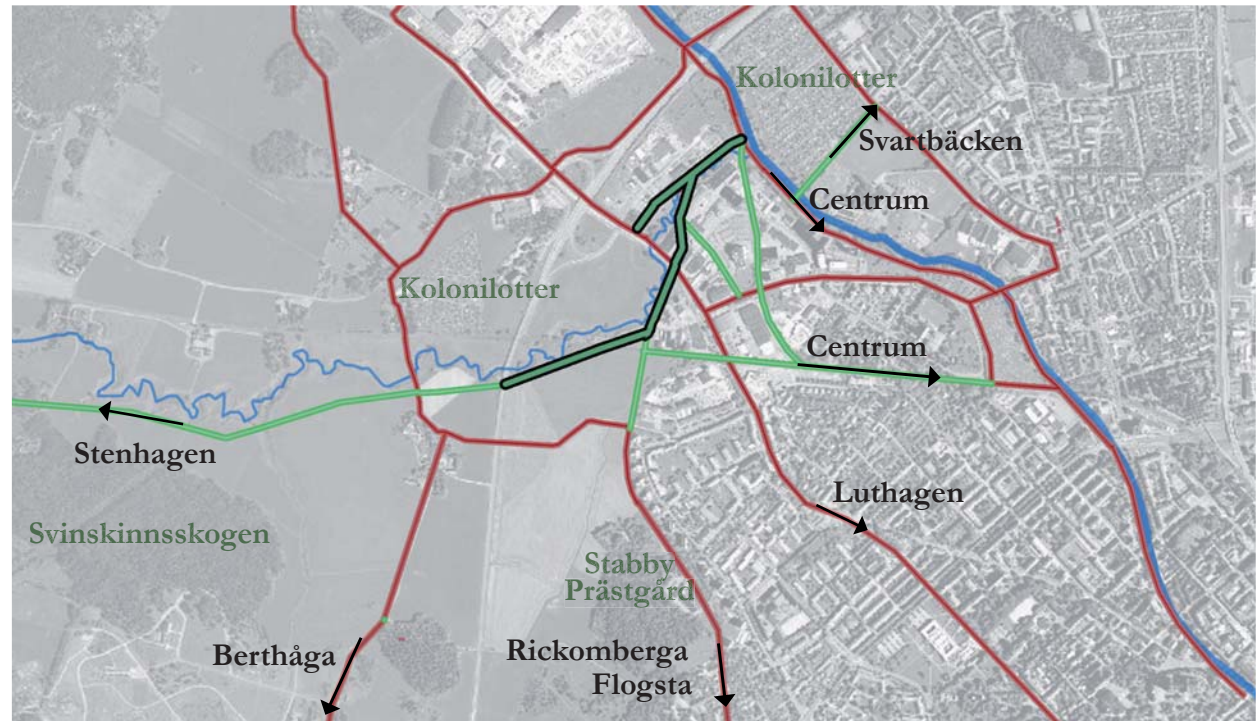 Kolonilotter
Svartbäcken
Centrum
Kolonilotter
Centrum
Stenhagen
Luthagen
Svinskinnsskogen
Stabby
Prästgård
Berthåga
Rickomberga
Flogsta